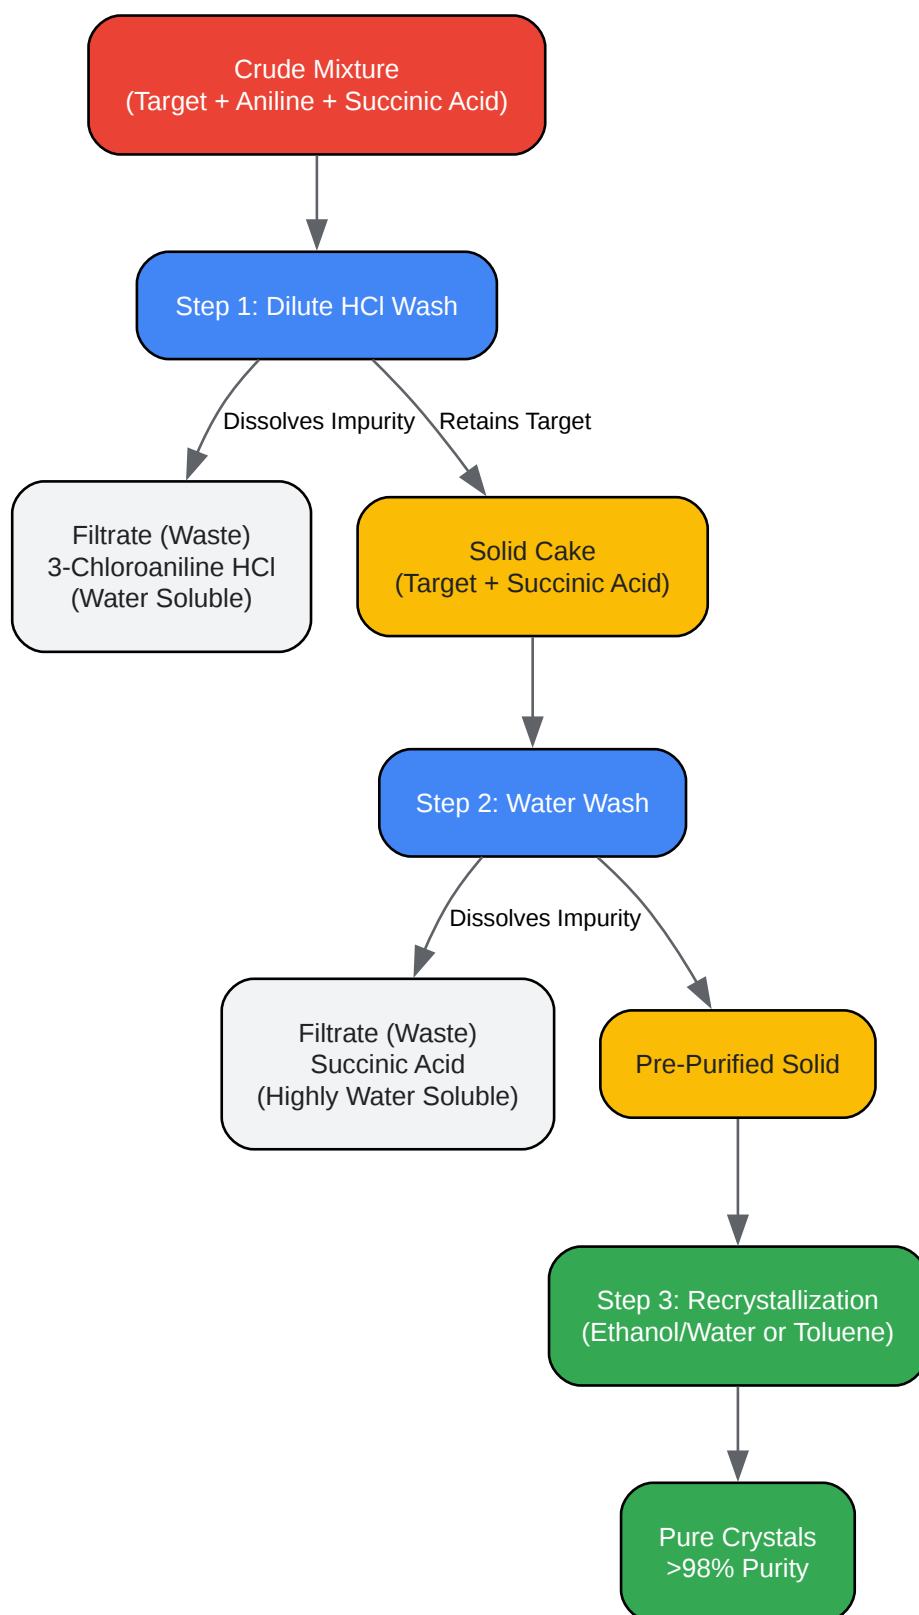 Crude Mixture
(Target + Aniline + Succinic Acid)
Step 1: Dilute HCl Wash
Dissolves Impurity
Retains Target
Filtrate (Waste)
3-Chloroaniline HCl
(Water Soluble)
Solid Cake
(Target + Succinic Acid)
Step 2: Water Wash
Dissolves Impurity
Filtrate (Waste)
Succinic Acid
(Highly Water Soluble)
Pre-Purified Solid
Step 3: Recrystallization
(Ethanol/Water or Toluene)
Pure Crystals
>98% Purity